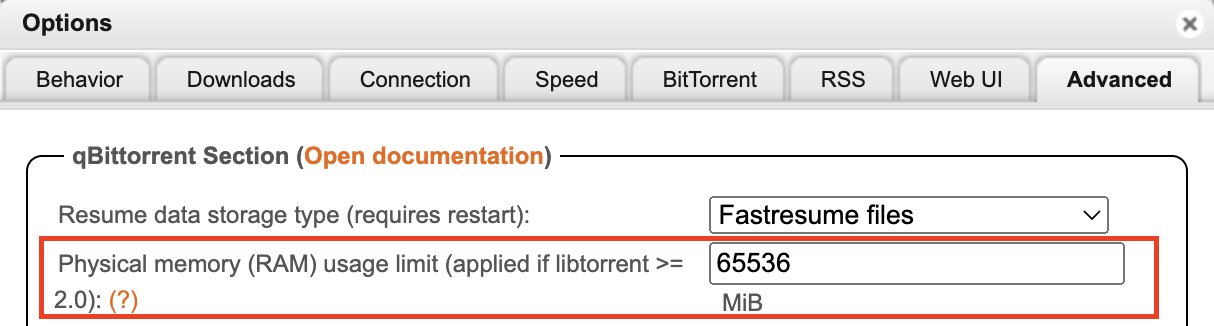 Options
Behavior Downloads Connection Speed BitTorrent RSS Web UI Advanced
qBittorrent Section (Open documentation)
Resume data storage type (requires restart): Fastresume files
Physical memory (RAM) usage limit (applied if libtorrent >= 65536
2.0): (?) MiB